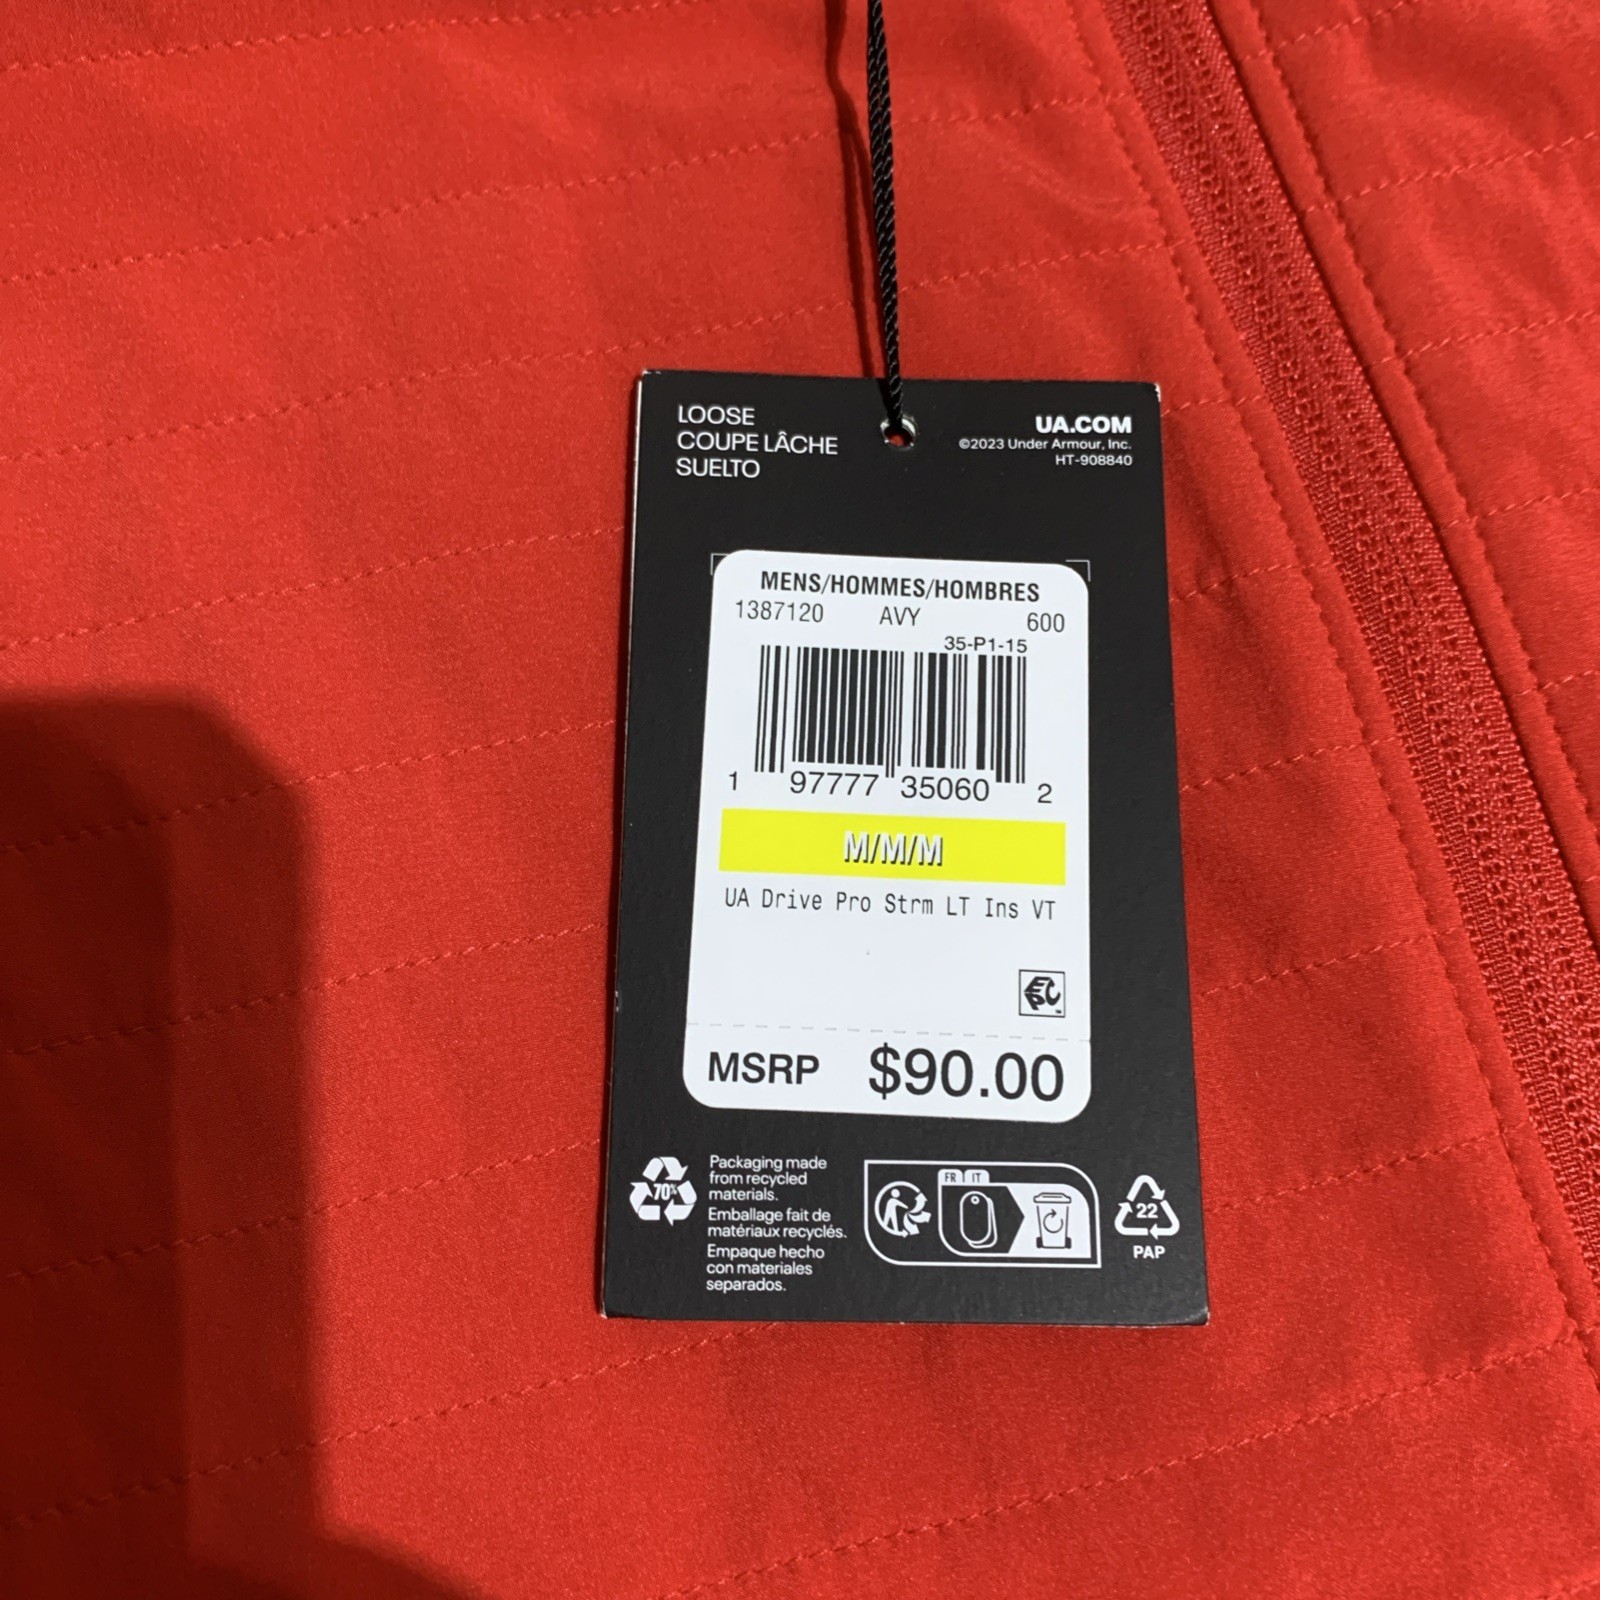 LOOSE
COUPE LÂCHE
SUELTO
UA.COM
©2023 Under Armour, Inc.
HT-908840
MENS/HOMMES/HOMBRES
1387120 AVY 600
35-P1-15
1 97777 35060 2
M/M/M
UA Drive Pro Strm LT Ins VT
EPC
MSRP $90.00
70%
Packaging made
from recycled
materials.
Emballage fait de
matériaux recyclés.
Empaque hecho
con materiales
separados.
FR IT
22
PAP